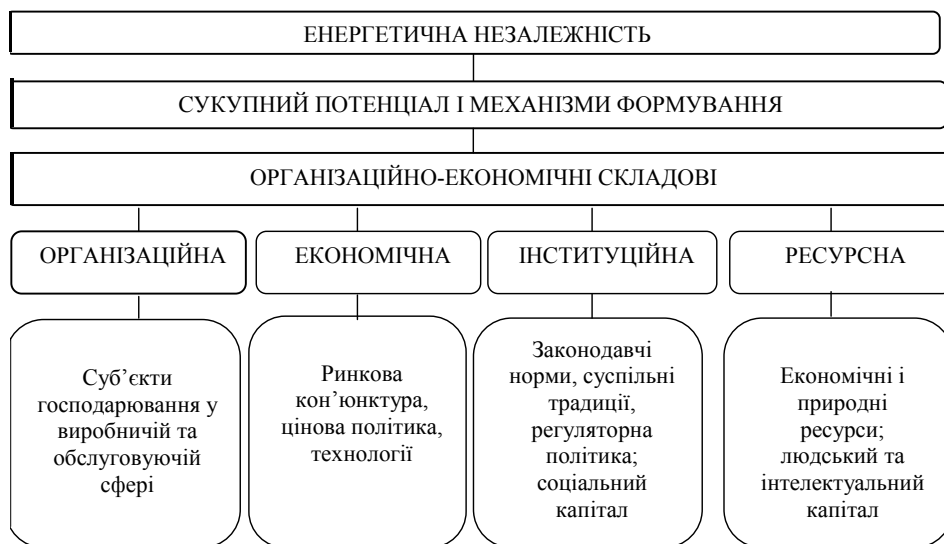 ЕНЕРГЕТИЧНА НЕЗАЛЕЖНІСТЬ
СУКУПНИЙ ПОТЕНЦІАЛ І МЕХАНІЗМИ ФОРМУВАННЯ
ОРГАНІЗАЦІЙНО-ЕКОНОМІЧНІ СКЛАДОВІ
ОРГАНІЗАЦІЙНА
ЕКОНОМІЧНА
ІНСТИТУЦІЙНА
РЕСУРСНА
Суб’єкти
господарювання у
виробничій та
обслуговуючій
сфері
Ринкова
кон’юнктура,
цінова політика,
технології
Законодавчі
норми, суспільні
традиції,
регуляторна
політика;
соціальний
капітал
Економічні і
природні
ресурси;
людський та
інтелектуальний
капітал